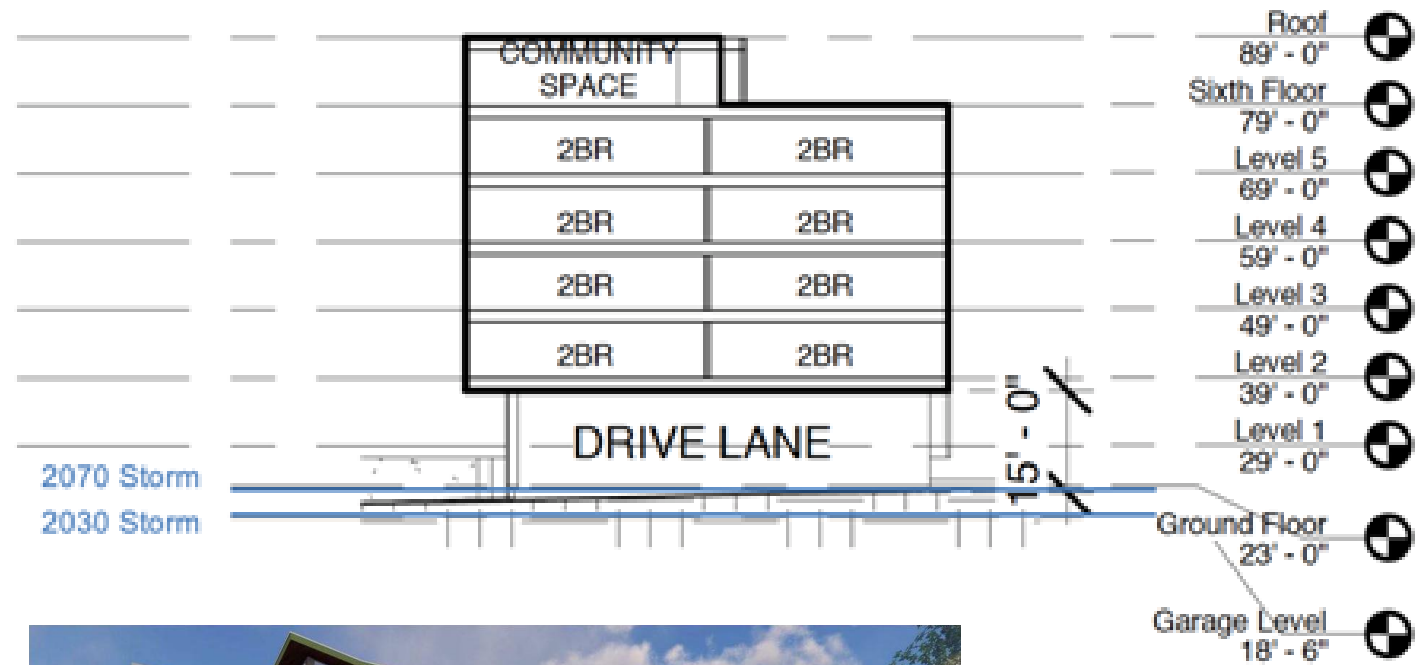 COMMUNITY
SPACE
Roof
89' - 0"
Sixth Floor
79' - 0"
2BR 2BR
Level 5
69' - 0"
2BR 2BR
Level 4
59' - 0"
2BR 2BR
Level 3
49' - 0"
2BR 2BR
Level 2
39' - 0"
DRIVE LANE
15' - 0"
Level 1
29' - 0"
2070 Storm
2030 Storm
Ground Floor
23' - 0"
Garage Level
18' - 6"